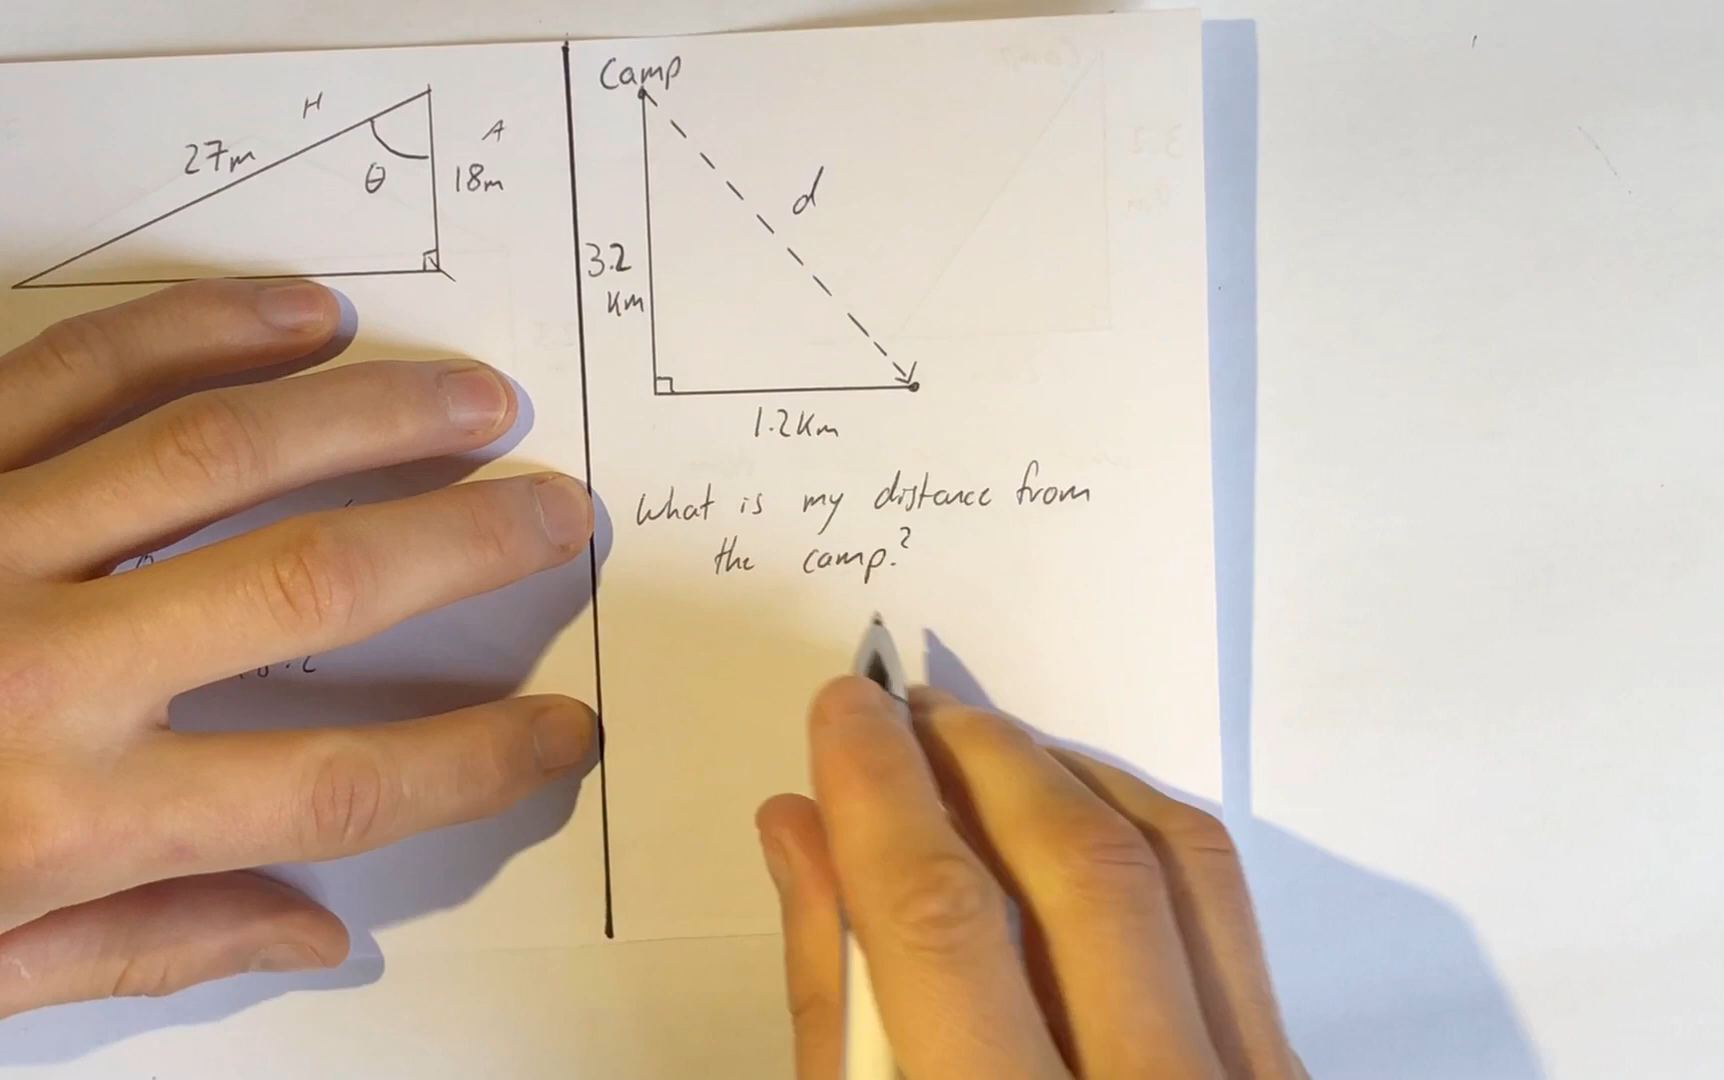 H
27m
θ
A
18m
Camp
d
3.2
Km
1.2Km
What is my distance from
the camp?